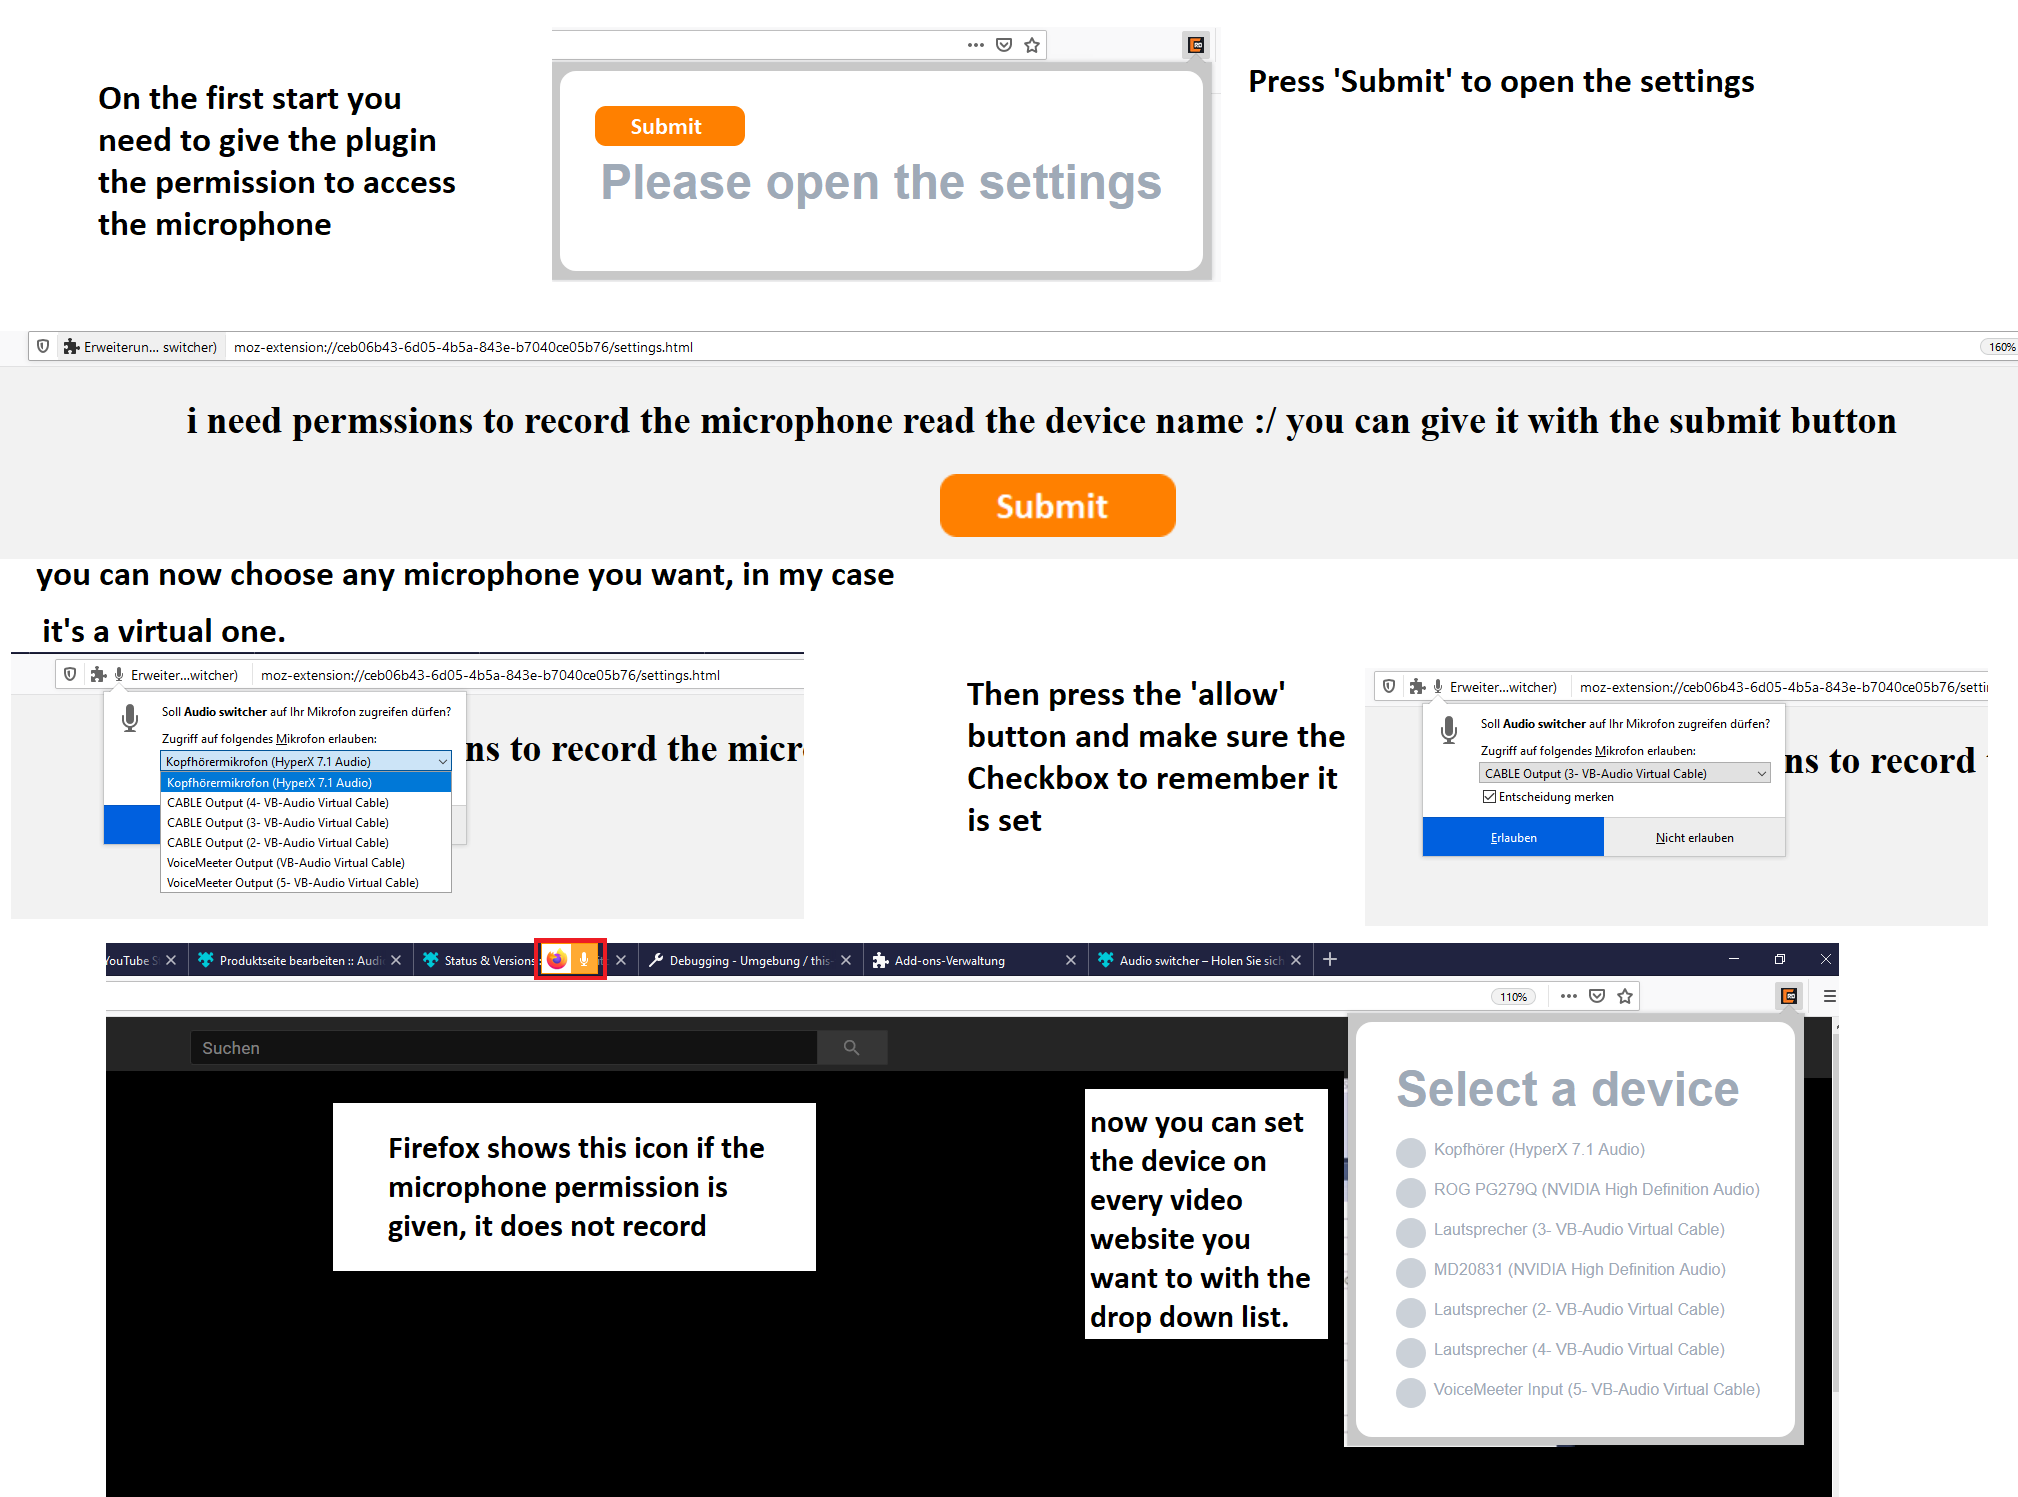 On the first start you
need to give the plugin
the permission to access
the microphone
Submit
Please open the settings
Press 'Submit' to open the settings
Erweiterun... switcher)
moz-extension://ceb06b43-6d05-4b5a-843e-b7040ce05b76/settings.html
160%
i need permssions to record the microphone read the device name :/ you can give it with the submit button
Submit
you can now choose any microphone you want, in my case
it's a virtual one.
Erweiter...witcher)
moz-extension://ceb06b43-6d05-4b5a-843e-b7040ce05b76/settings.html
Soll Audio switcher auf Ihr Mikrofon zugreifen dürfen?
Zugriff auf folgendes Mikrofon erlauben:
Kopfhörermikrofon (HyperX 7.1 Audio)
Kopfhörermikrofon (HyperX 7.1 Audio)
CABLE Output (4- VB-Audio Virtual Cable)
CABLE Output (3- VB-Audio Virtual Cable)
CABLE Output (2- VB-Audio Virtual Cable)
VoiceMeeter Output (VB-Audio Virtual Cable)
VoiceMeeter Output (5- VB-Audio Virtual Cable)
ns to record the micr
Then press the 'allow'
button and make sure the
Checkbox to remember it
is set
Erweiter...witcher)
moz-extension://ceb06b43-6d05-4b5a-843e-b7040ce05b76/setti
Soll Audio switcher auf Ihr Mikrofon zugreifen dürfen?
Zugriff auf folgendes Mikrofon erlauben:
CABLE Output (3- VB-Audio Virtual Cable)
Entscheidung merken
Erlauben
Nicht erlauben
ns to record
YouTube S
Produktseite bearbeiten :: Audi
Status & Versions
Debugging - Umgebung / this-
Add-ons-Verwaltung
Audio switcher – Holen Sie sich
110%
Suchen
Firefox shows this icon if the
microphone permission is
given, it does not record
now you can set
the device on
every video
website you
want to with the
drop down list.
Select a device
Kopfhörer (HyperX 7.1 Audio)
ROG PG279Q (NVIDIA High Definition Audio)
Lautsprecher (3- VB-Audio Virtual Cable)
MD20831 (NVIDIA High Definition Audio)
Lautsprecher (2- VB-Audio Virtual Cable)
Lautsprecher (4- VB-Audio Virtual Cable)
VoiceMeeter Input (5- VB-Audio Virtual Cable)